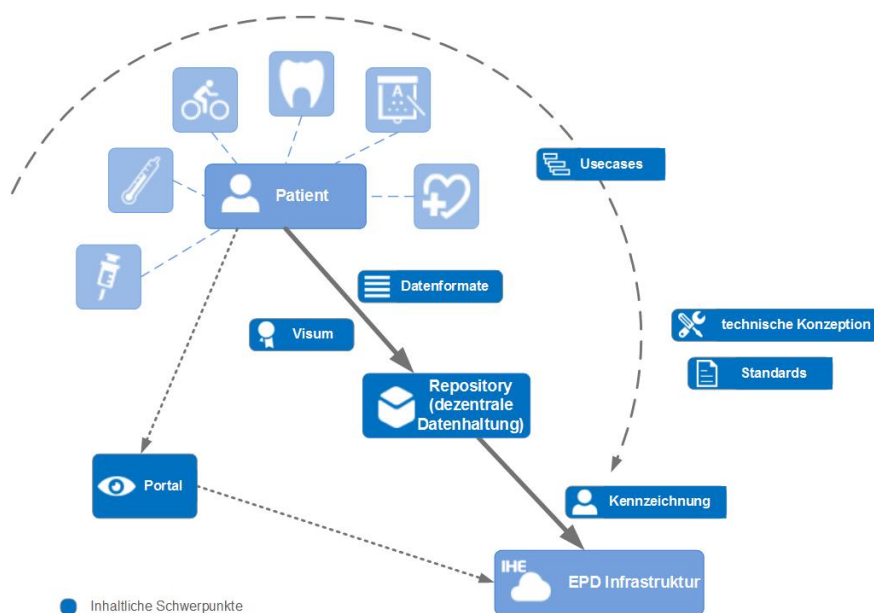 A
Usecases
Patient
Datenformate
technische Konzeption
Visum
Standards
Repository
(dezentrale
Datenhaltung)
Portal
Kennzeichnung
IHE
EPD Infrastruktur
Inhaltliche Schwerpunkte